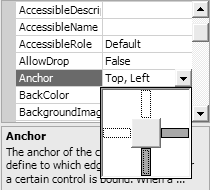 AccessibleDescri
AccessibleName
AccessibleRole Default
AllowDrop False
Anchor Top, Left
BackColor
BackgroundImag
Anchor
The anchor of the c
define to which edg
a certain control is bound. When a